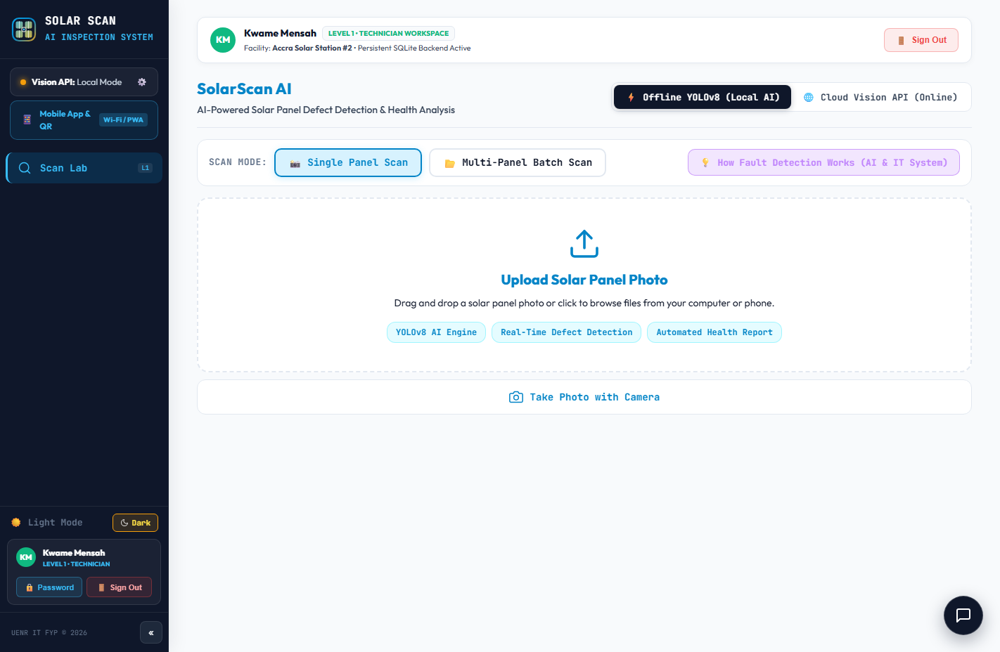 SOLAR SCAN
AI INSPECTION SYSTEM
Vision API: Local Mode
Mobile App & QR
Wi-Fi / PWA
Scan Lab
L1
Light Mode
Dark
KM
Kwame Mensah
LEVEL 1 • TECHNICIAN
Password
Sign Out
UENR IT FYP © 2026
«
KM
Kwame Mensah
LEVEL 1 • TECHNICIAN WORKSPACE
Facility: Accra Solar Station #2 • Persistent SQLite Backend Active
Sign Out
SolarScan AI
AI-Powered Solar Panel Defect Detection & Health Analysis
Offline YOLOv8 (Local AI)
Cloud Vision API (Online)
SCAN MODE:
Single Panel Scan
Multi-Panel Batch Scan
How Fault Detection Works (AI & IT System)
Upload Solar Panel Photo
Drag and drop a solar panel photo or click to browse files from your computer or phone.
YOLOv8 AI Engine
Real-Time Defect Detection
Automated Health Report
Take Photo with Camera